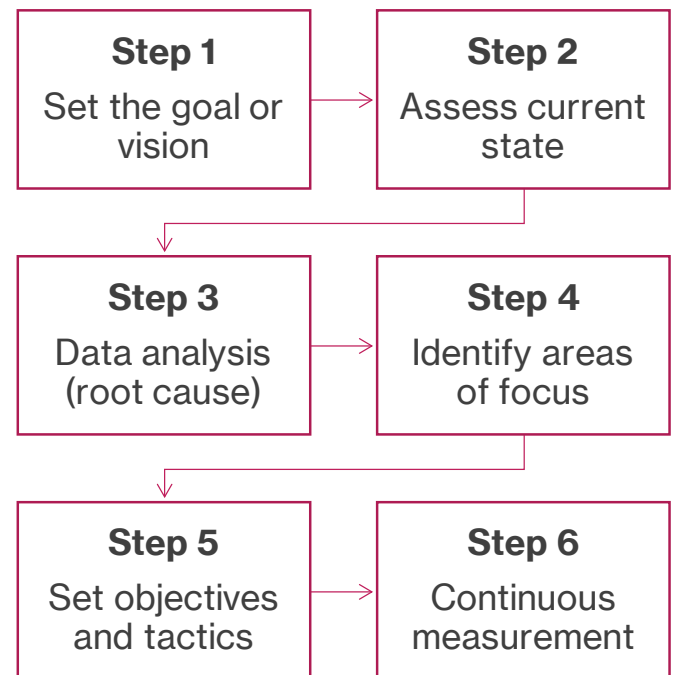 Step 1
Set the goal or
vision
Step 2
Assess current
state
Step 3
Data analysis
(root cause)
Step 4
Identify areas
of focus
Step 5
Set objectives
and tactics
Step 6
Continuous
measurement